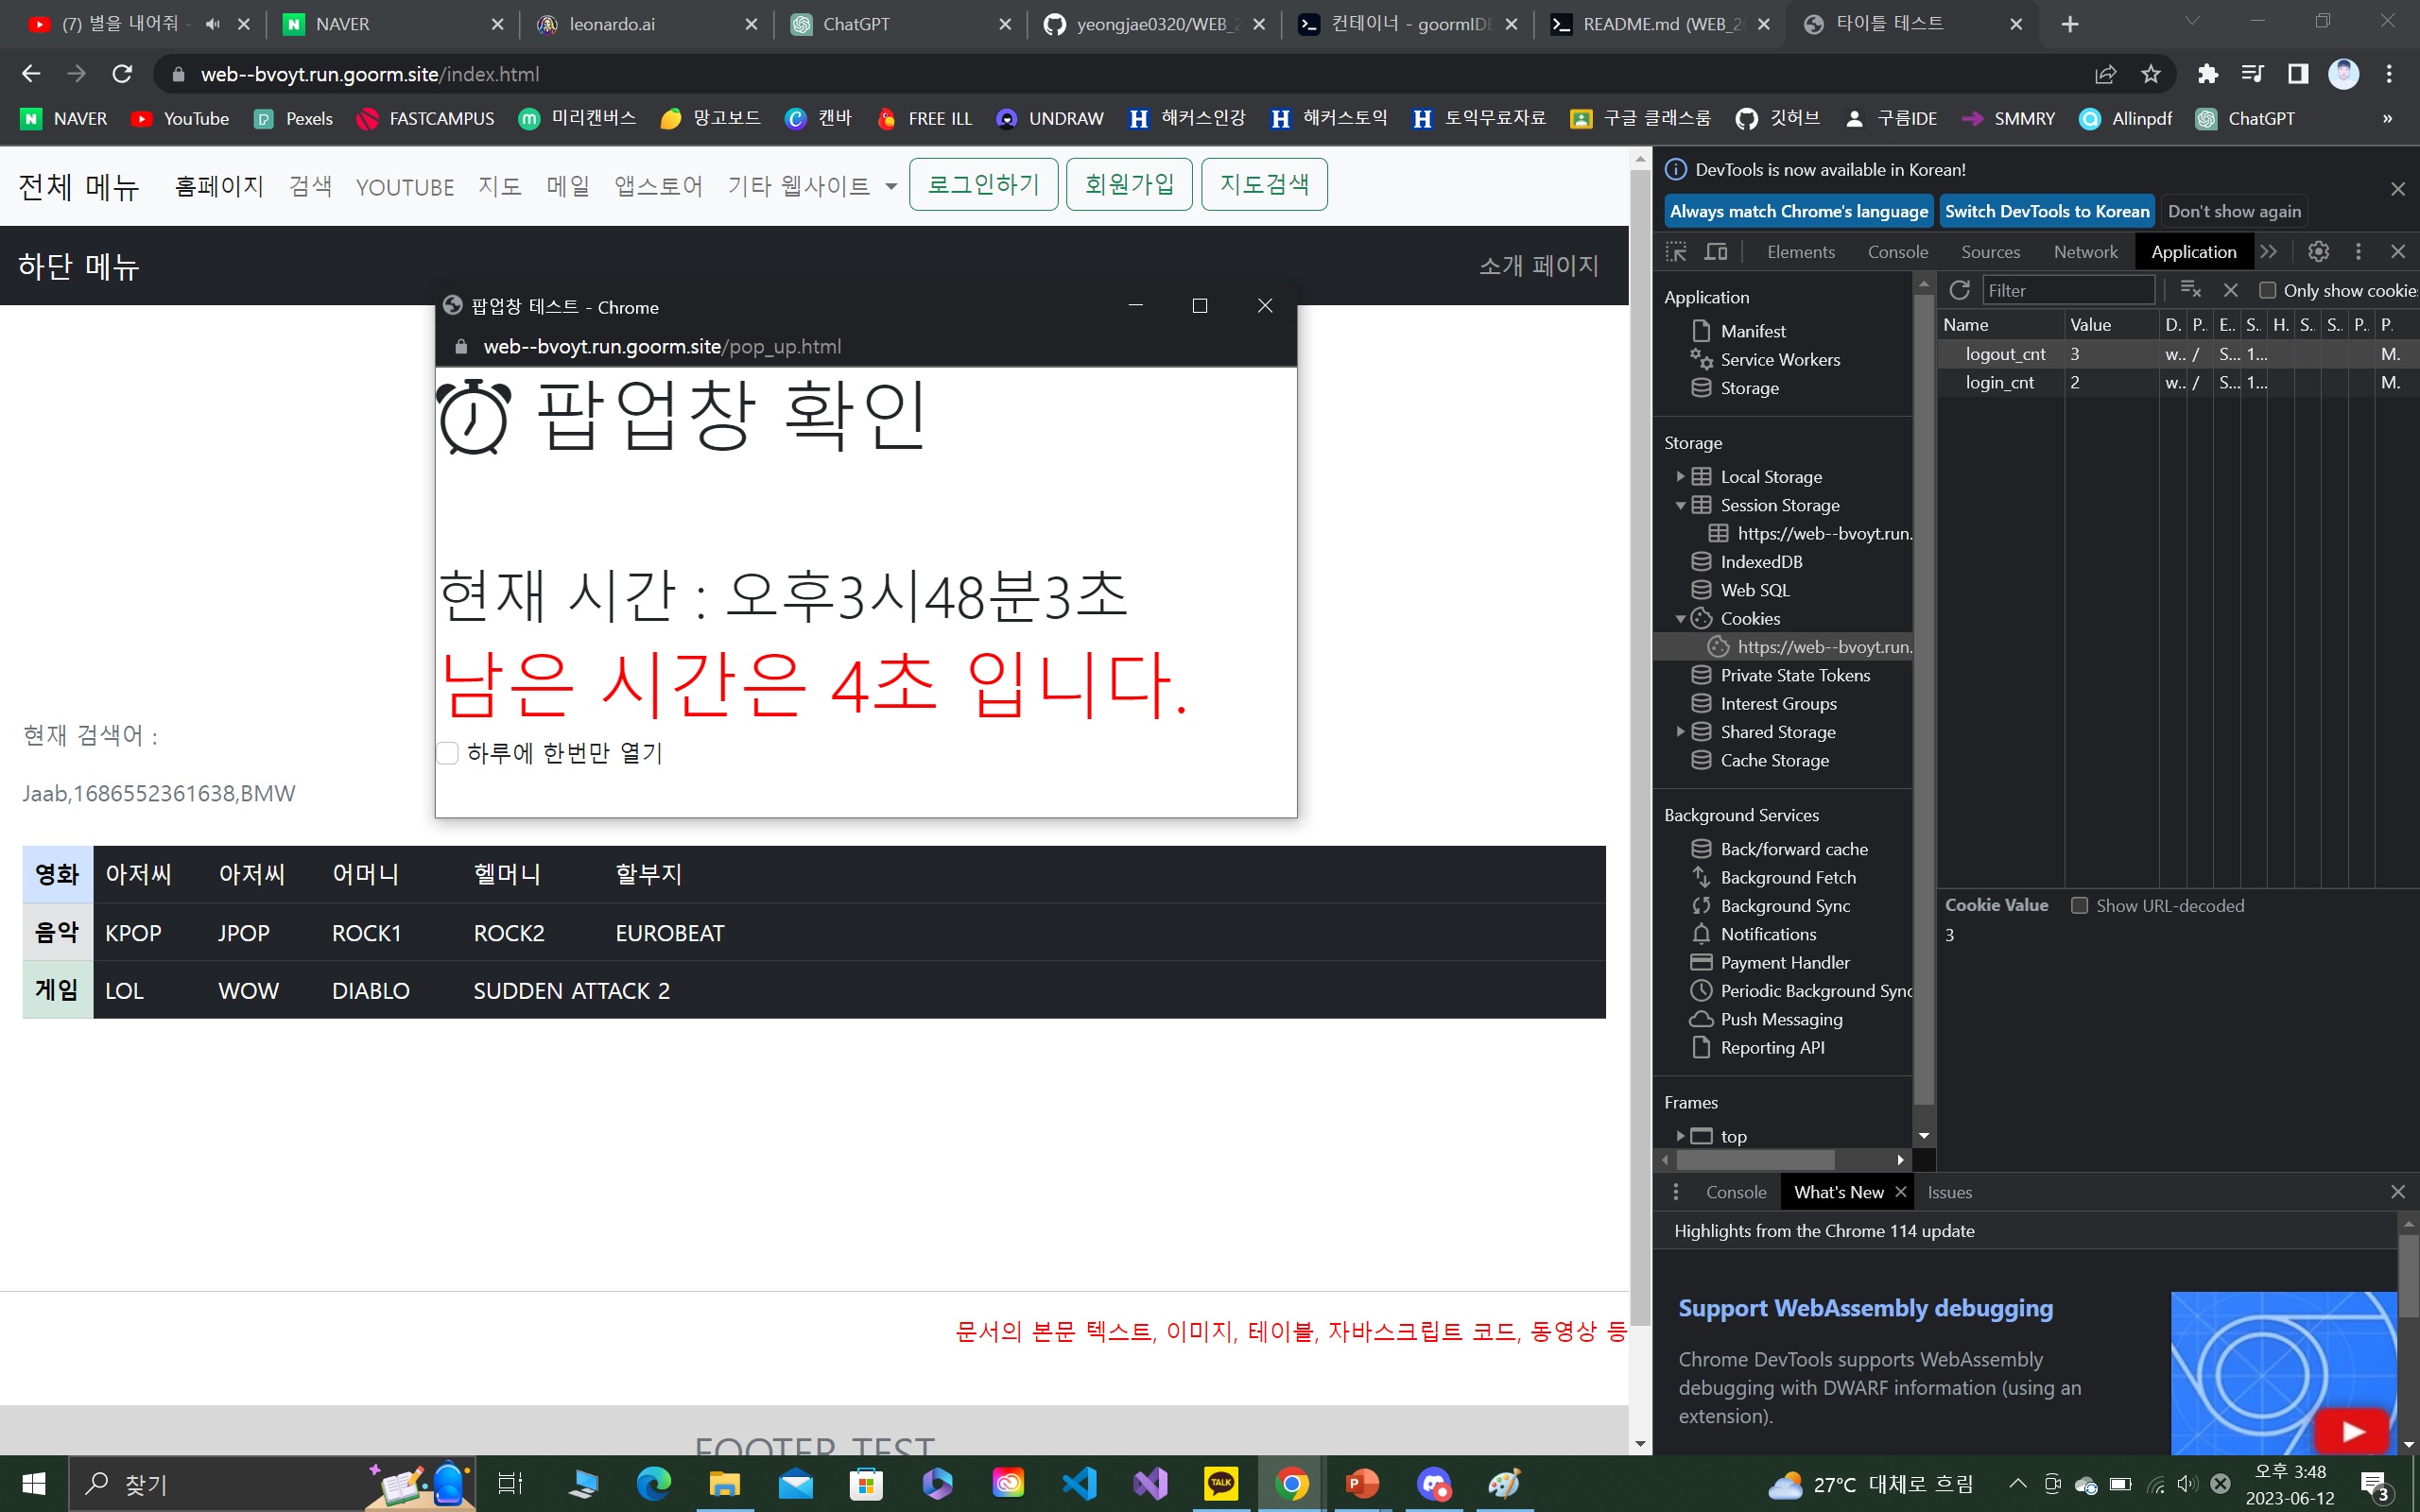 (7) 별을 내어줘 -
NAVER
leonardo.ai
ChatGPT
yeongjae0320/WEB_2
컨테이너 - goormIDE
README.md (WEB_20
타이틀 테스트
web--bvoyt.run.goorm.site/index.html
NAVER
YouTube
Pexels
FASTCAMPUS
미리캔버스
망고보드
캔바
FREE ILL
UNDRAW
해커스인강
해커스토익
토익무료자료
구글 클래스룸
깃허브
구름IDE
SMMRY
Allinpdf
ChatGPT
»
전체 메뉴
홈페이지
검색
YOUTUBE
지도
메일
앱스토어
기타 웹사이트
로그인하기
회원가입
지도검색
하단 메뉴
소개 페이지
팝업창 테스트 - Chrome
web--bvoyt.run.goorm.site/pop_up.html
팝업창 확인
현재 시간 : 오후3시48분3초
남은 시간은 4초 입니다.
하루에 한번만 열기
현재 검색어 :
Jaab,1686552361638,BMW
영화 아저씨 아저씨 어머니 헬머니 할부지
음악 KPOP JPOP ROCK1 ROCK2 EUROBEAT
게임 LOL WOW DIABLO SUDDEN ATTACK 2
문서의 본문 텍스트, 이미지, 테이블, 자바스크립트 코드, 동영상 등
FOOTER TEST
DevTools is now available in Korean!
Always match Chrome's language
Switch DevTools to Korean
Don't show again
Elements
Console
Sources
Network
Application
Application
Manifest
Service Workers
Storage
Storage
Local Storage
Session Storage
https://web--bvoyt.run.
IndexedDB
Web SQL
Cookies
https://web--bvoyt.run.
Private State Tokens
Interest Groups
Shared Storage
Cache Storage
Background Services
Back/forward cache
Background Fetch
Background Sync
Notifications
Payment Handler
Periodic Background Sync
Push Messaging
Reporting API
Frames
top
Filter
Only show cookie
Name Value D. P.. E.. S.. H. S.. S.. P.. P.
logout_cnt 3 w.. / S... 1... M.
login_cnt 2 w.. / S... 1... M.
Cookie Value
Show URL-decoded
3
Console
What's New
Issues
Highlights from the Chrome 114 update
Support WebAssembly debugging
Chrome DevTools supports WebAssembly
debugging with DWARF information (using an
extension).
찾기
TALK
27°C 대체로 흐림
오후 3:48
2023-06-12
3